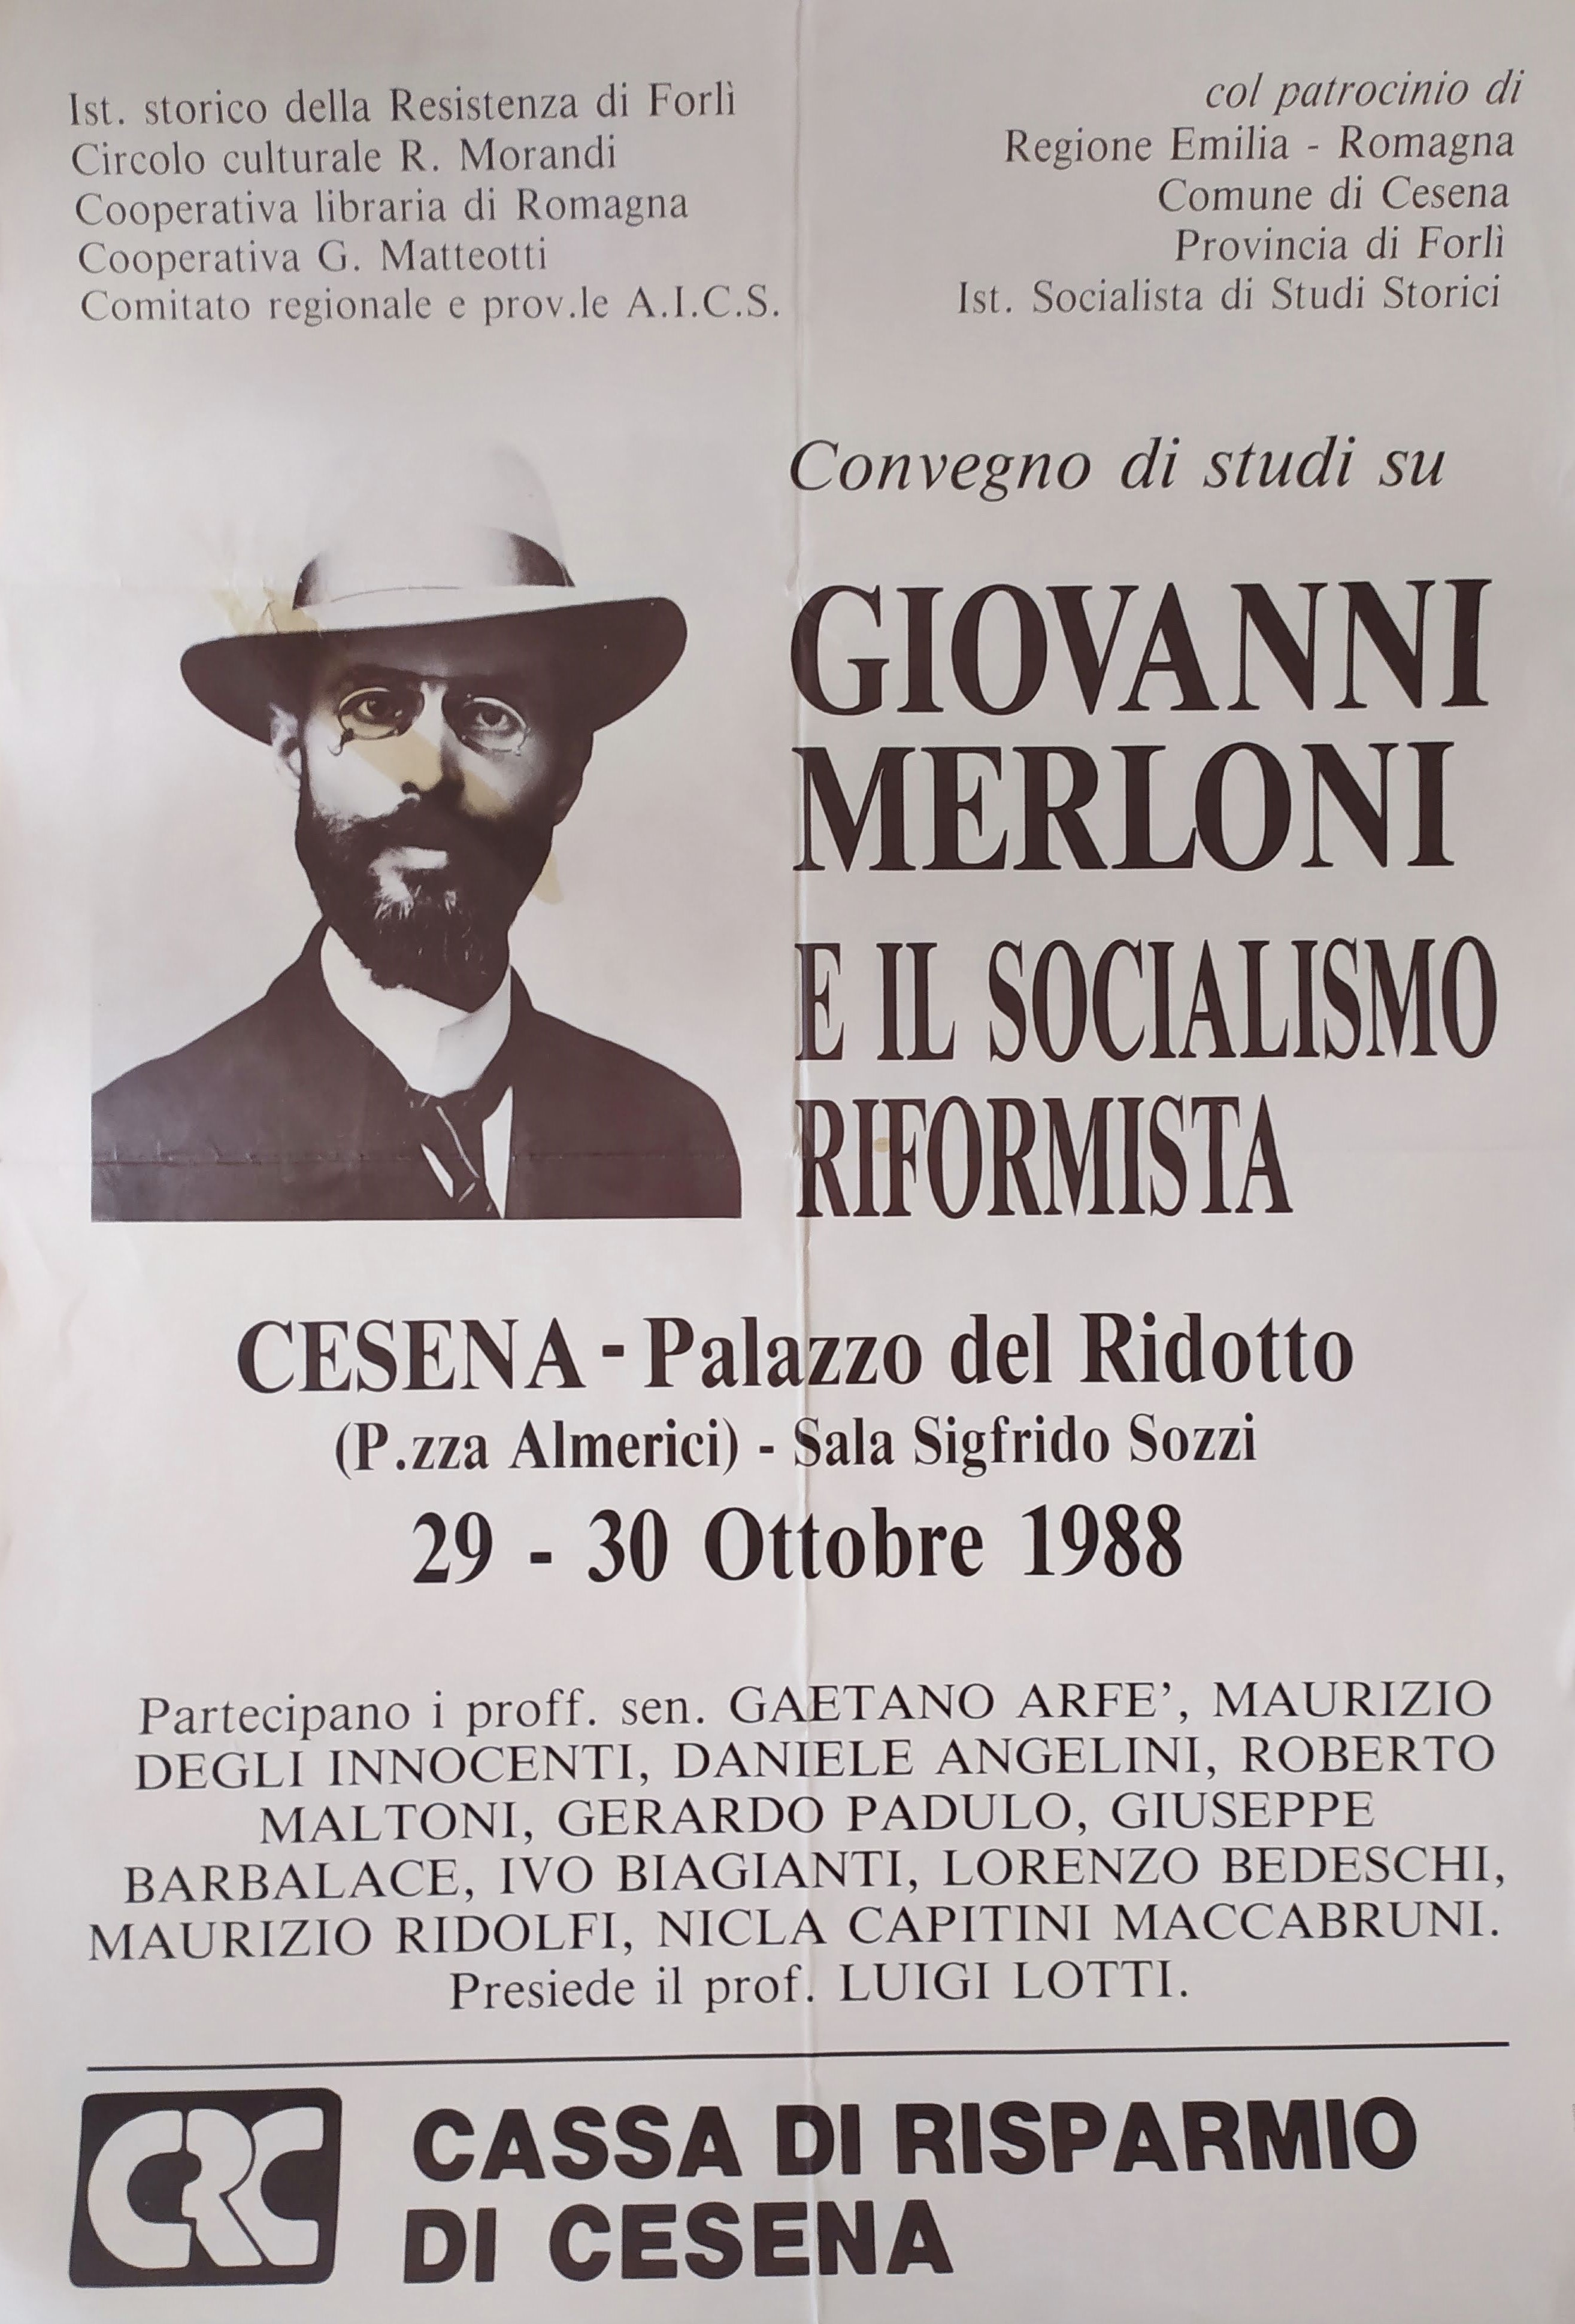 Ist. storico della Resistenza di Forlì
Circolo culturale R. Morandi
Cooperativa libraria di Romagna
Cooperativa G. Matteotti
Comitato regionale e prov.le A.I.C.S.
col patrocinio di
Regione Emilia - Romagna
Comune di Cesena
Provincia di Forlì
Ist. Socialista di Studi Storici
Convegno di studi su
GIOVANNI
MERLONI
E IL SOCIALISMO
RIFORMISTA
CESENA - Palazzo del Ridotto
(P.zza Almerici) - Sala Sigfrido Sozzi
29 - 30 Ottobre 1988
Partecipano i proff. sen. GAETANO ARFE', MAURIZIO
DEGLI INNOCENTI, DANIELE ANGELINI, ROBERTO
MALTONI, GERARDO PADULO, GIUSEPPE
BARBALACE, IVO BIAGIANTI, LORENZO BEDESCHI,
MAURIZIO RIDOLFI, NICLA CAPITINI MACCABRUNI.
Presiede il prof. LUIGI LOTTI.
CRC
CASSA DI RISPARMIO
DI CESENA